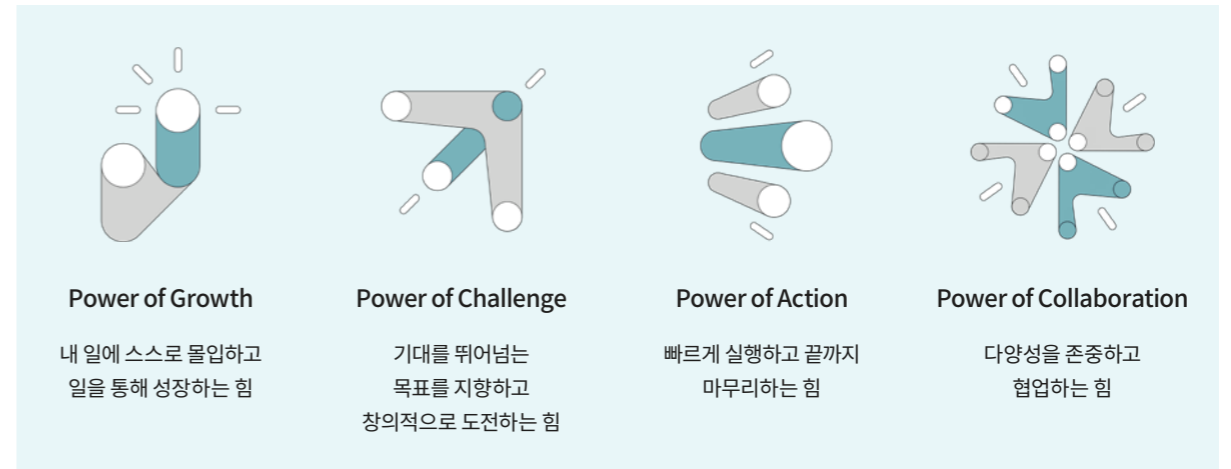 Power of Growth
내 일에 스스로 몰입하고
일을 통해 성장하는 힘
Power of Challenge
기대를 뛰어넘는
목표를 지향하고
창의적으로 도전하는 힘
Power of Action
빠르게 실행하고 끝까지
마무리하는 힘
Power of Collaboration
다양성을 존중하고
협업하는 힘